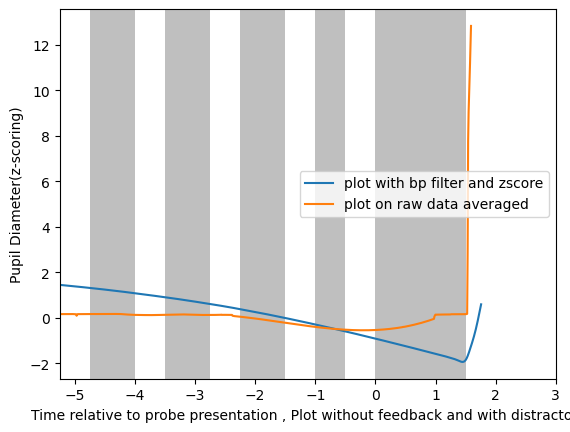 12
10
8
6
4
2
0
−2
Pupil Diameter(z-scoring)
plot with bp filter and zscore
plot on raw data averaged
−5 −4 −3 −2 −1 0 1 2 3
Time relative to probe presentation , Plot without feedback and with distracto